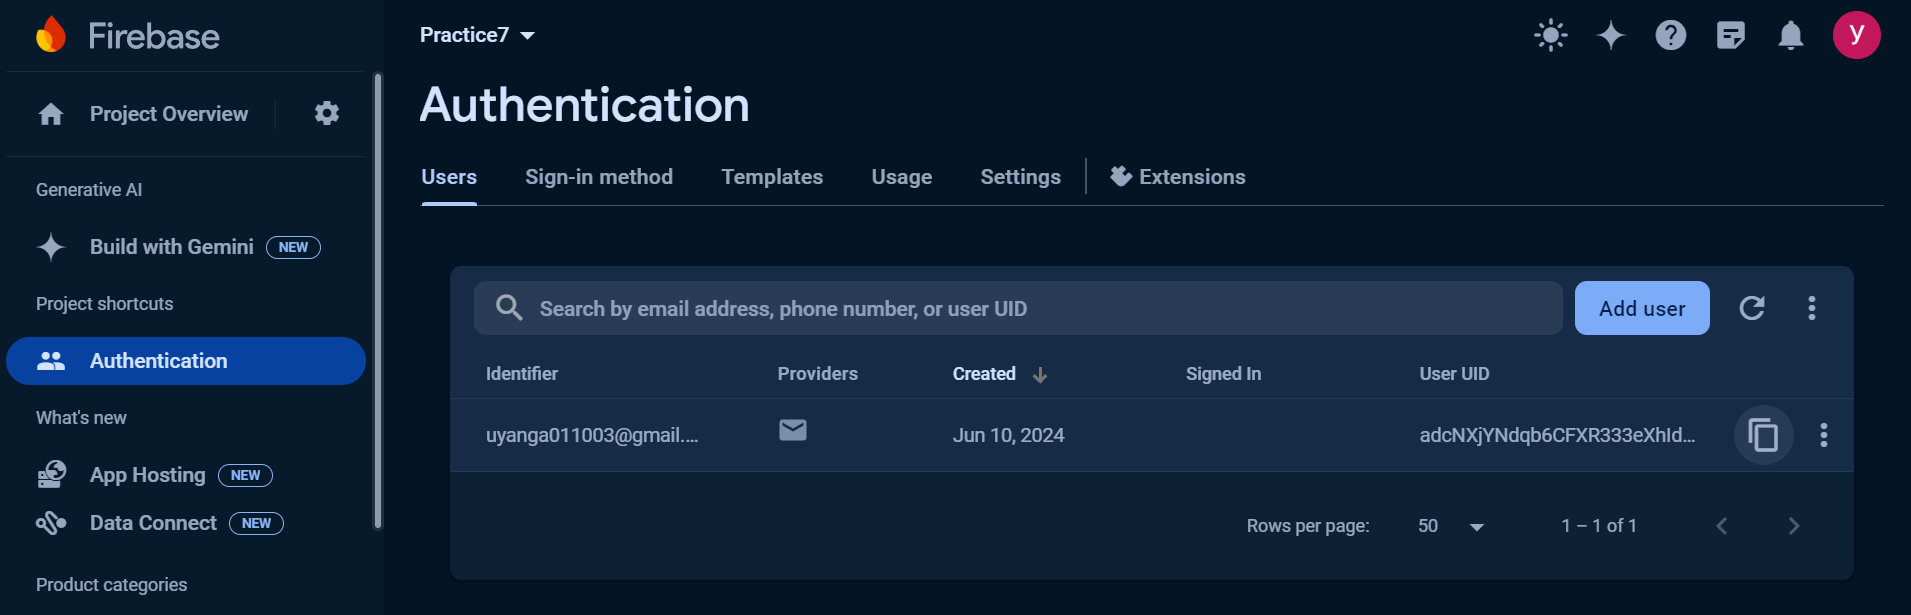 Firebase
Project Overview
Generative AI
Build with Gemini NEW
Project shortcuts
Authentication
What's new
App Hosting NEW
Data Connect NEW
Product categories
Practice7
? y
Authentication
Users Sign-in method Templates Usage Settings Extensions
Search by email address, phone number, or user UID Add user
Identifier Providers Created Signed In User UID
uyanga011003@gmail.... Jun 10, 2024 adcNXjYNdqb6CFXR333eXhId...
Rows per page: 50 1 – 1 of 1